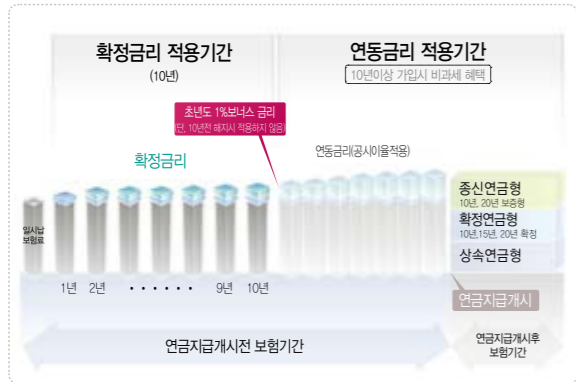 확정금리 적용기간
(10년)
연동금리 적용기간
10년이상 가입시 비과세 혜택
초년도 1%보너스 금리
(단, 10년전 해지시 적용하지 않음)
확정금리
연동금리(공시이율적용)
일시납
보험료
종신연금형
10년, 20년 보증형
확정연금형
10년,15년, 20년 확정
상속연금형
1년 2년 · · · · · · 9년 10년
연금지급개시
연금지급개시전 보험기간
연금지급개시후
보험기간